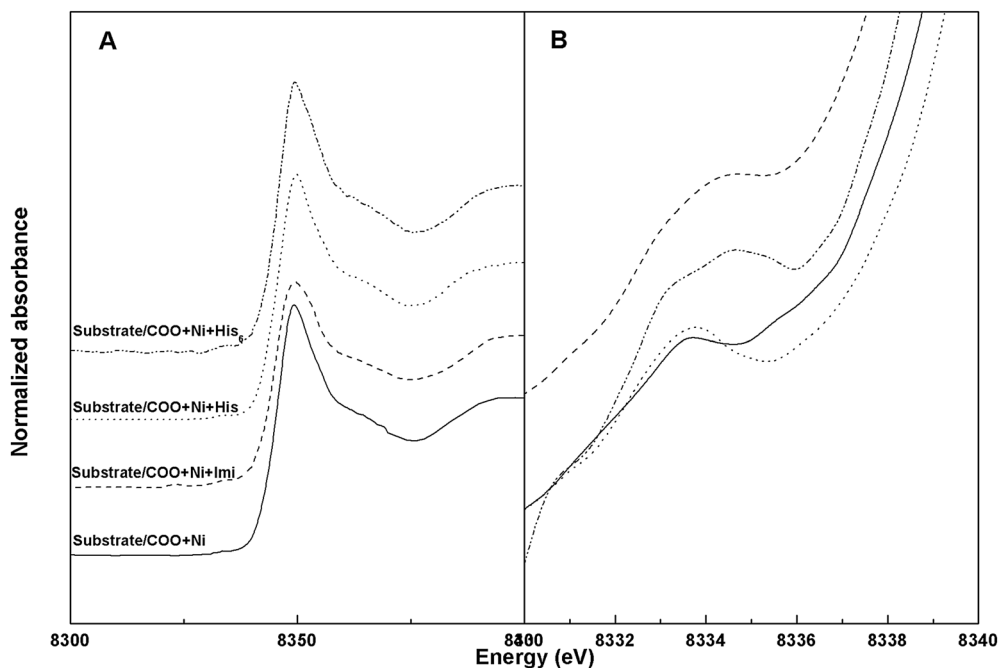 A
B
Normalized absorbance
Substrate/COO+Ni+His6
Substrate/COO+Ni+His
Substrate/COO+Ni+Imi
Substrate/COO+Ni
8300 8350 8332 8334 8336 8338 8340
Energy (eV)